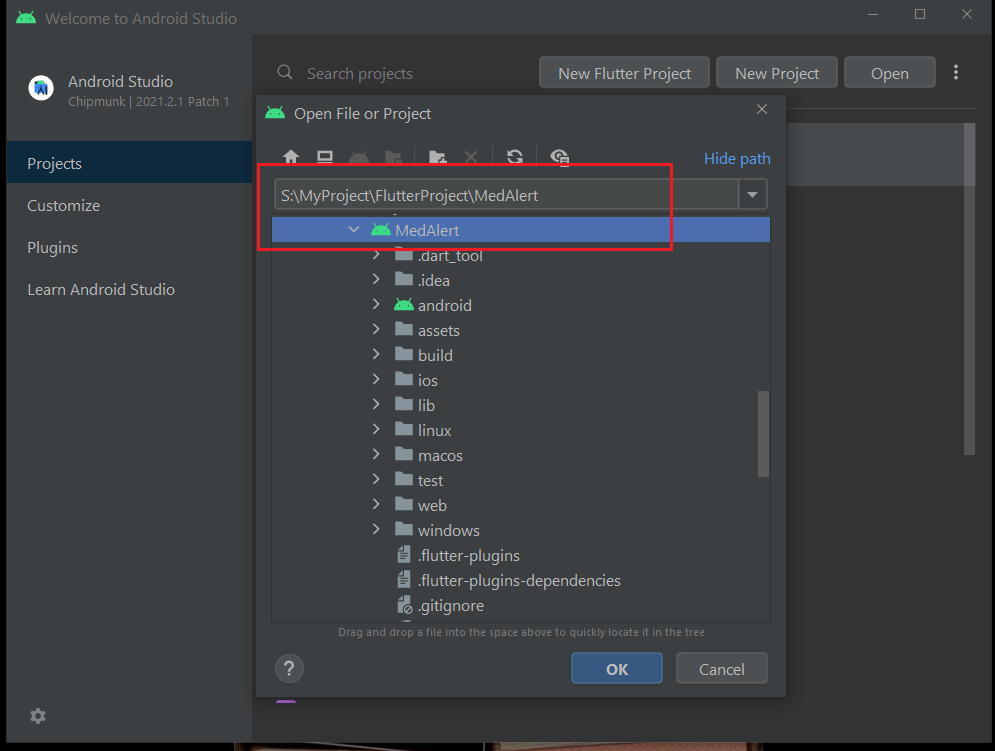 Welcome to Android Studio
Android Studio
Chipmunk | 2021.2.1 Patch 1
Projects
Customize
Plugins
Learn Android Studio
Search projects
New Flutter Project
New Project
Open
Open File or Project
Hide path
S:\MyProject\FlutterProject\MedAlert
MedAlert
.dart_tool
.idea
android
assets
build
ios
lib
linux
macos
test
web
windows
.flutter-plugins
.flutter-plugins-dependencies
.gitignore
Drag and drop a file into the space above to quickly locate it in the tree
?
OK
Cancel